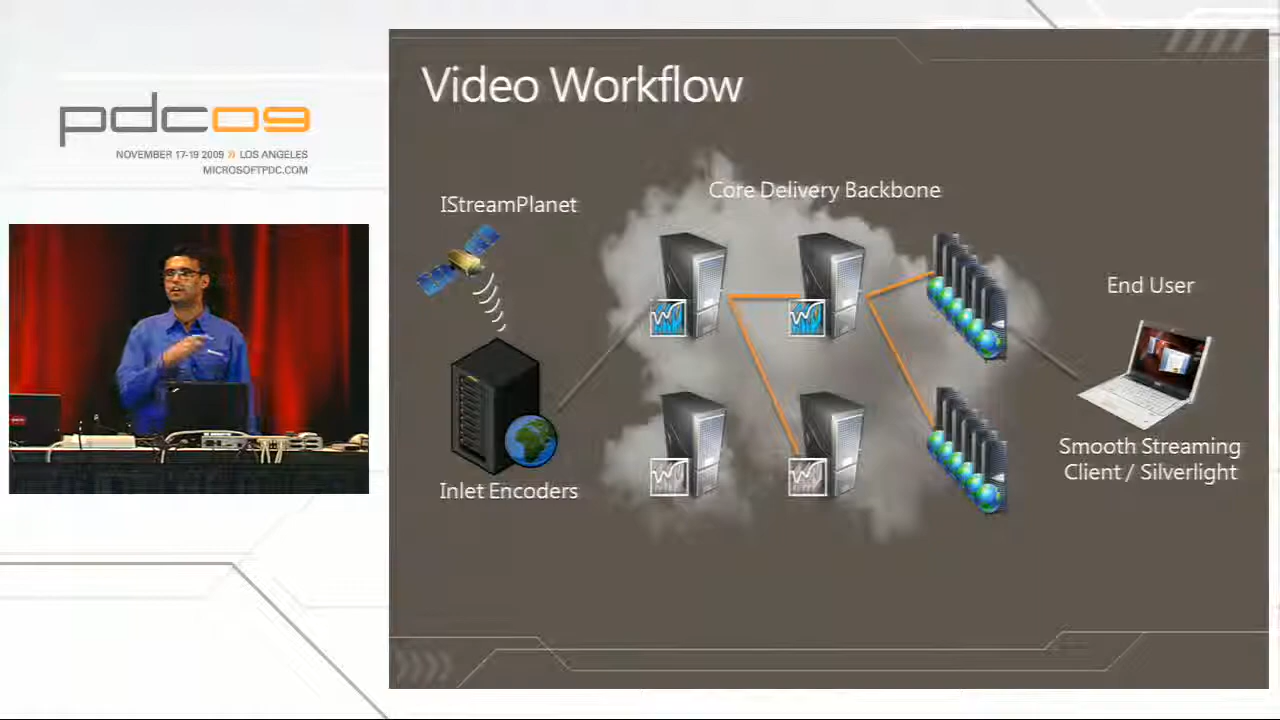 pdc09
NOVEMBER 17-19 2009 » LOS ANGELES
MICROSOFTPDC.COM
Video Workflow
IStreamPlanet
Core Delivery Backbone
End User
Inlet Encoders
Smooth Streaming
Client / Silverlight